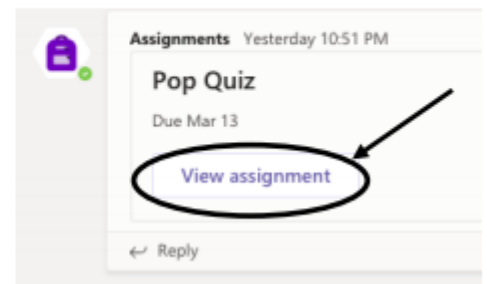 Assignments Yesterday 10:51 PM
Pop Quiz
Due Mar 13
View assignment
Reply